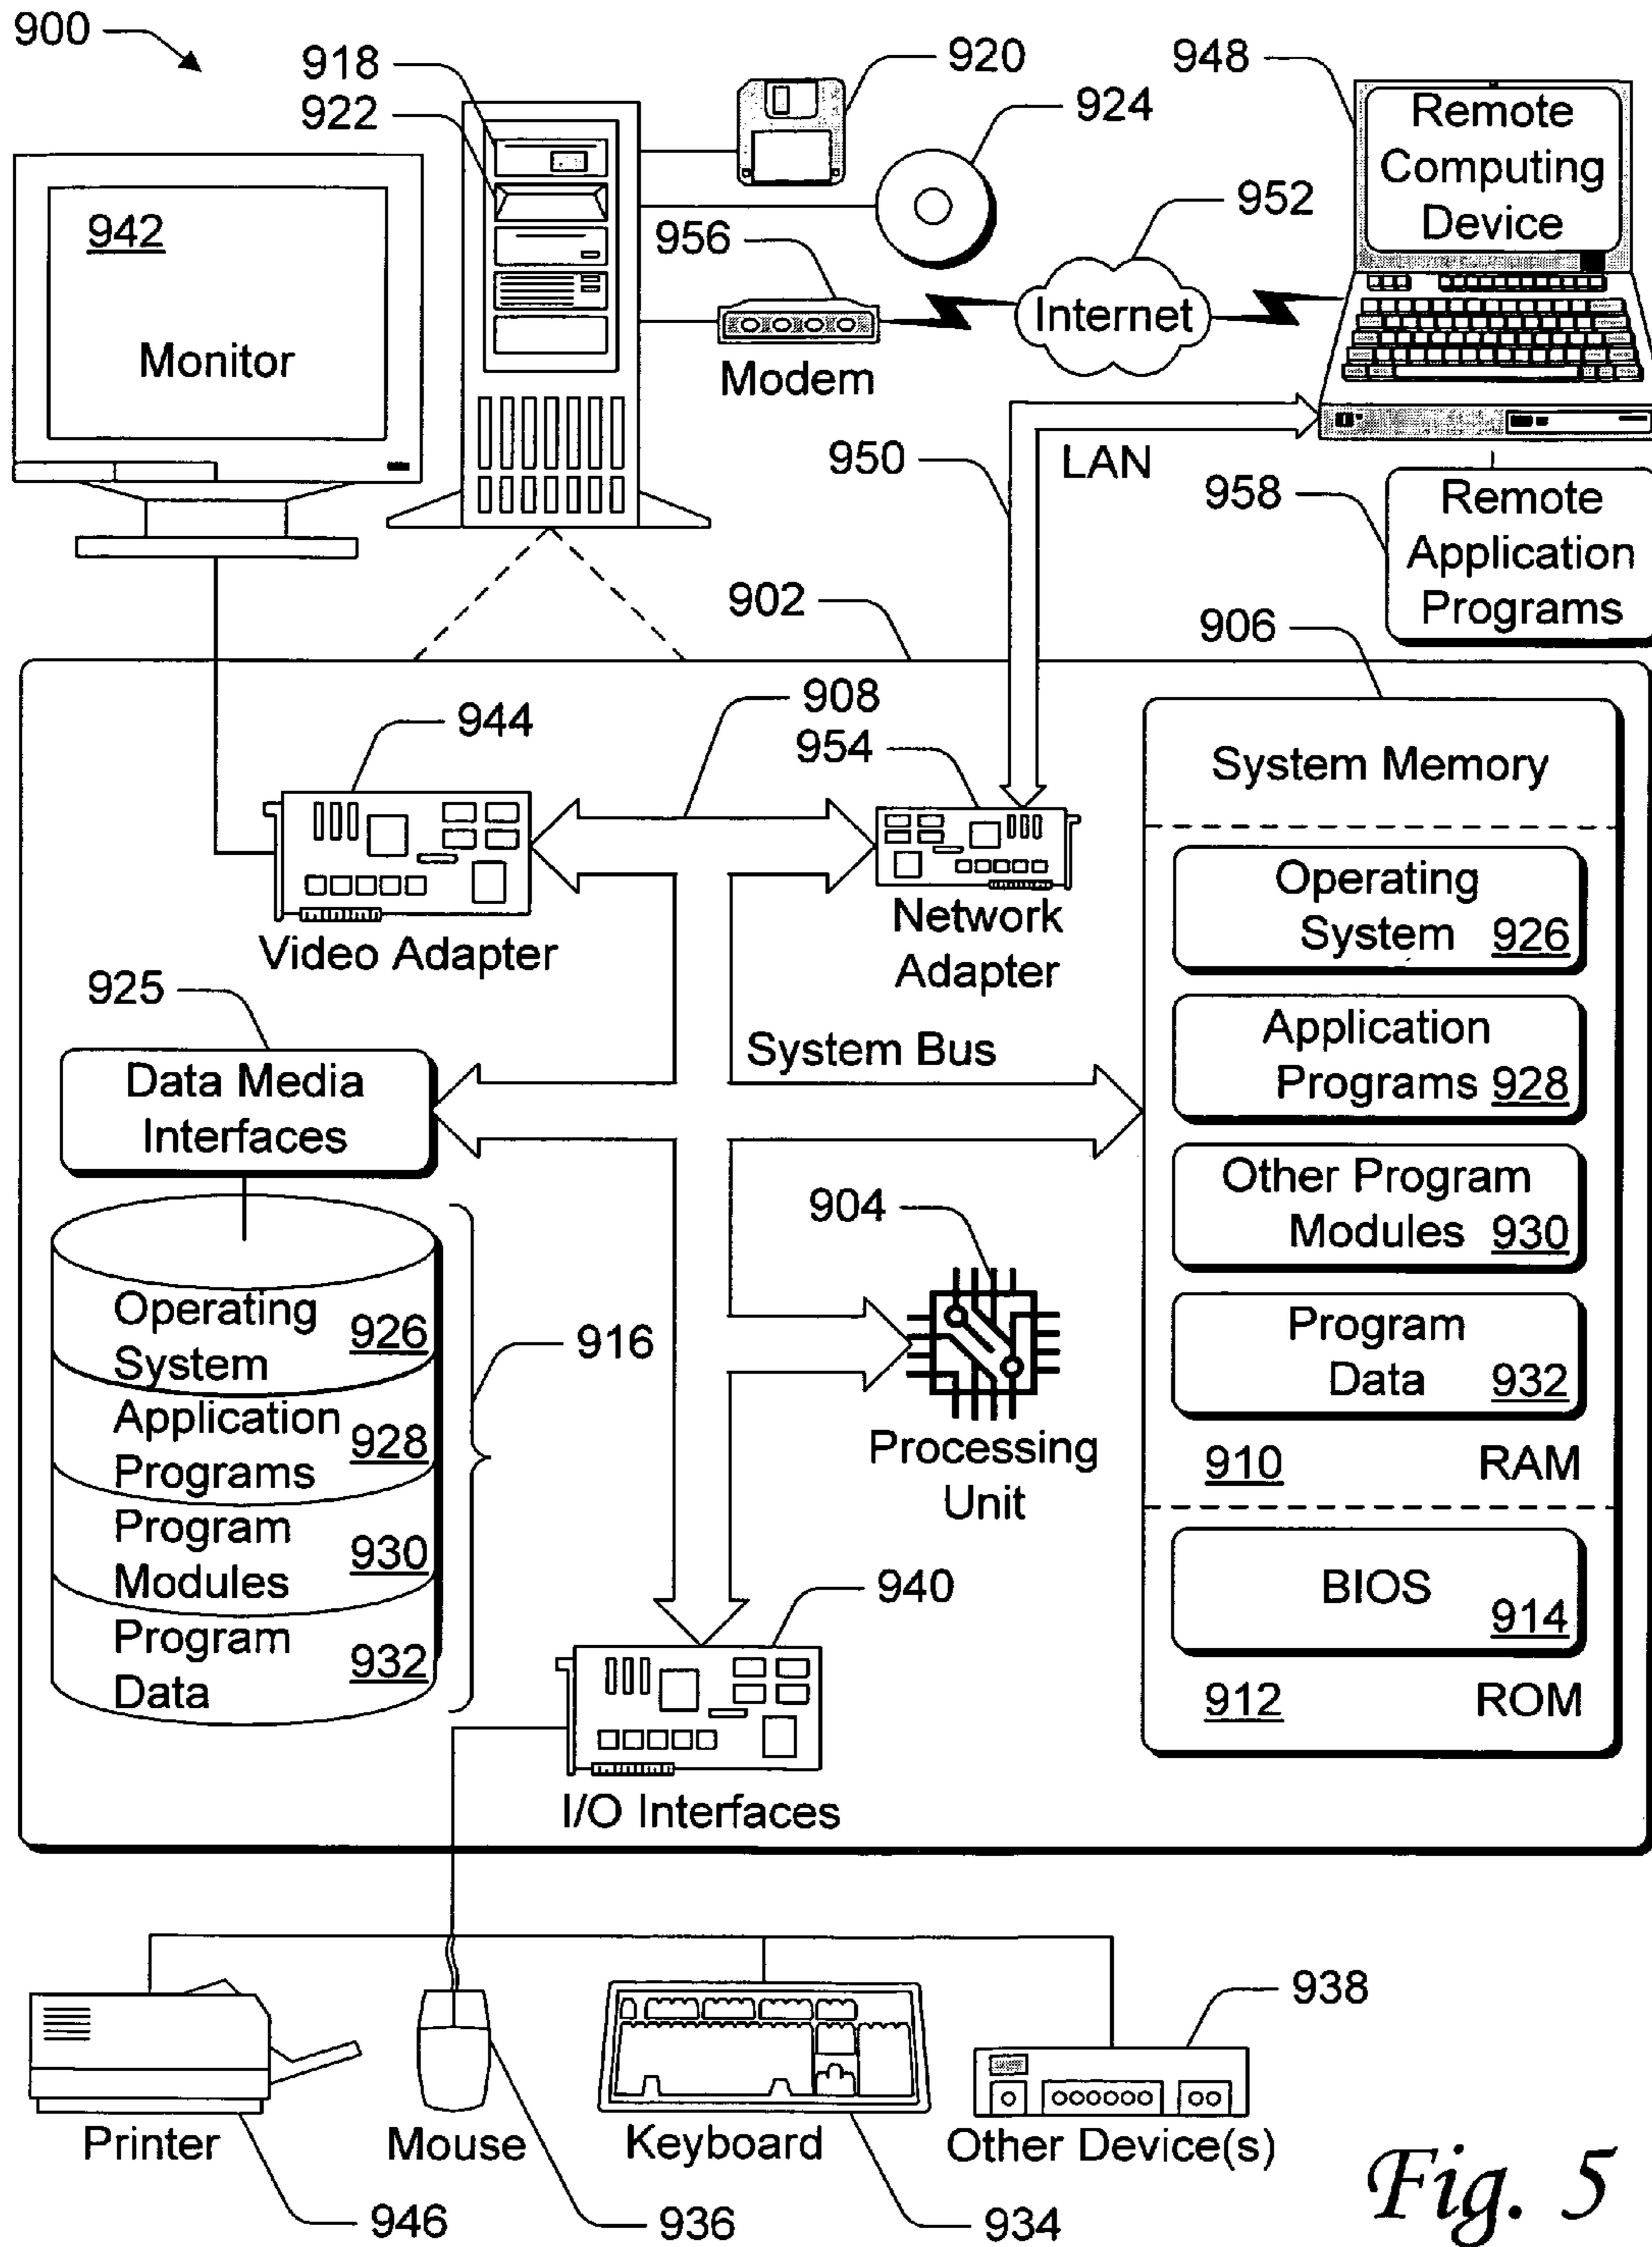 900
918
922
920
924
948
Remote
Computing
Device
942
Monitor
956
Modem
952
Internet
950
LAN
958
Remote
Application
Programs
902
906
944
908
954
Video Adapter
Network
Adapter
System Memory
Operating
System 926
Application
Programs 928
Other Program
Modules 930
Program
Data 932
910 RAM
BIOS
914
912 ROM
925
Data Media
Interfaces
System Bus
904
Processing
Unit
Operating
System 926
Application
Programs 928
Program
Modules 930
Program
Data 932
916
940
I/O Interfaces
938
Printer
Mouse
Keyboard
Other Device(s)
946
936
934
Fig. 5